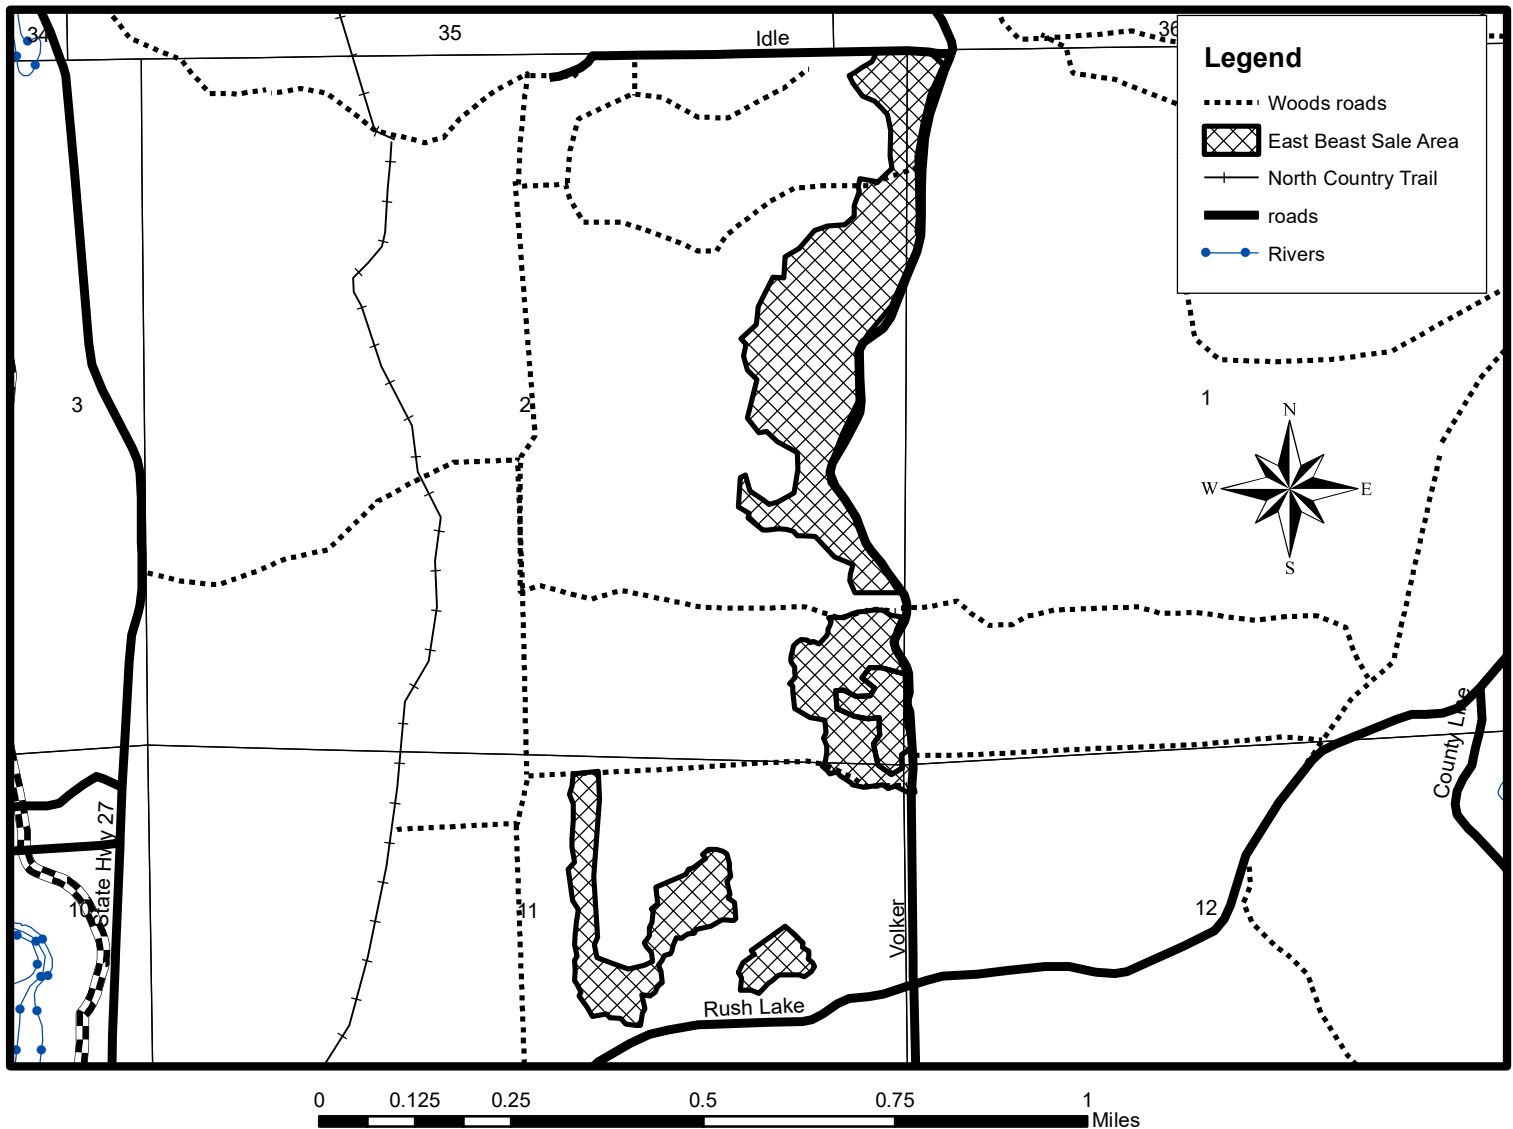 34
35
Idle
36
Legend
Woods roads
East Beast Sale Area
North Country Trail
roads
Rivers
3
2
1
N
W
E
S
County Line
State Hwy 27
10
11
Volker
12
Rush Lake
0 0.125 0.25 0.5 0.75 1
Miles